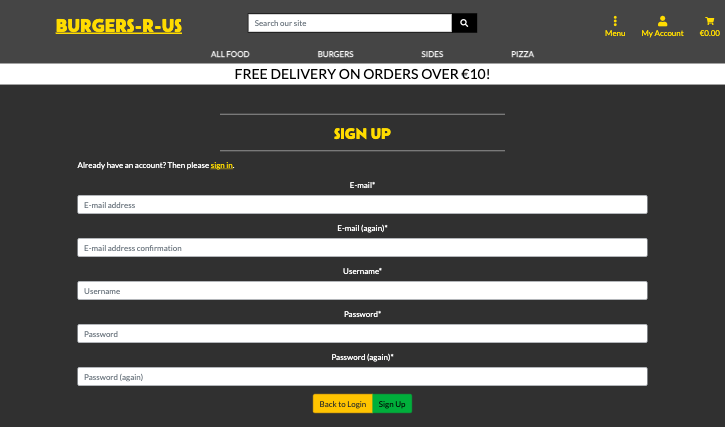 BURGERS-R-US
Search our site
Menu
My Account
€0.00
ALL FOOD
BURGERS
SIDES
PIZZA
FREE DELIVERY ON ORDERS OVER €10!
SIGN UP
Already have an account? Then please sign in.
E-mail*
E-mail address
E-mail (again)*
E-mail address confirmation
Username*
Username
Password*
Password
Password (again)*
Password (again)
Back to Login
Sign Up